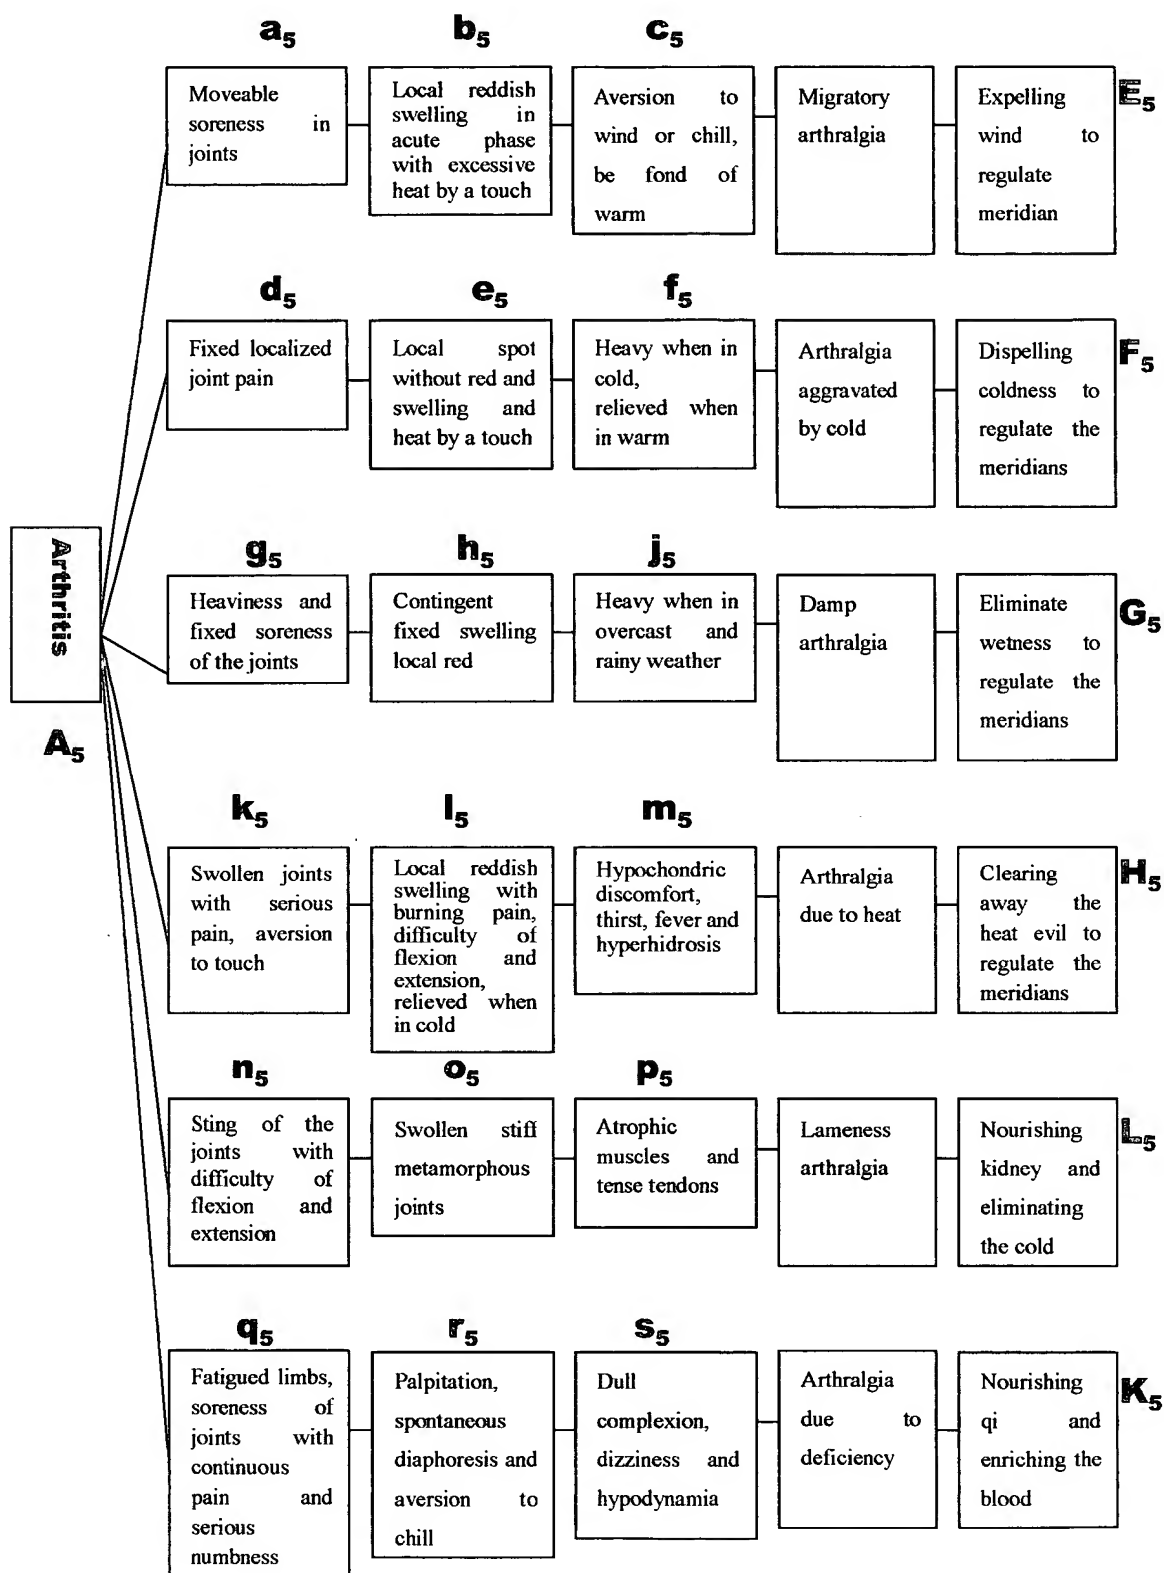 a5 b5 c5
Moveable
soreness in
joints
Local reddish
swelling in
acute phase
with excessive
heat by a touch
Aversion to
wind or chill,
be fond of
warm
Migratory
arthralgia
Expelling
wind to
regulate
meridian
E5
d5 e5 f5
Fixed localized
joint pain
Local spot
without red and
swelling and
heat by a touch
Heavy when in
cold,
relieved when
in warm
Arthralgia
aggravated
by cold
Dispelling
coldness to
regulate the
meridians
F5
Arthritis
A5
g5 h5 j5
Heaviness and
fixed soreness
of the joints
Contingent
fixed swelling
local red
Heavy when in
overcast and
rainy weather
Damp
arthralgia
Eliminate
wetness to
regulate the
meridians
G5
k5 l5 m5
Swollen joints
with serious
pain, aversion
to touch
Local reddish
swelling with
burning pain,
difficulty of
flexion and
extension,
relieved when
in cold
Hypochondric
discomfort,
thirst, fever and
hyperhidrosis
Arthralgia
due to heat
Clearing
away the
heat evil to
regulate the
meridians
H5
n5 o5 p5
Sting of the
joints with
difficulty of
flexion and
extension
Swollen stiff
metamorphous
joints
Atrophic
muscles and
tense tendons
Lameness
arthralgia
Nourishing
kidney and
eliminating
the cold
L5
q5 r5 s5
Fatigued limbs,
soreness of
joints with
continuous
pain and
serious
numbness
Palpitation,
spontaneous
diaphoresis and
aversion to
chill
Dull
complexion,
dizziness and
hypodynamia
Arthralgia
due to
deficiency
Nourishing
qi and
enriching the
blood
K5